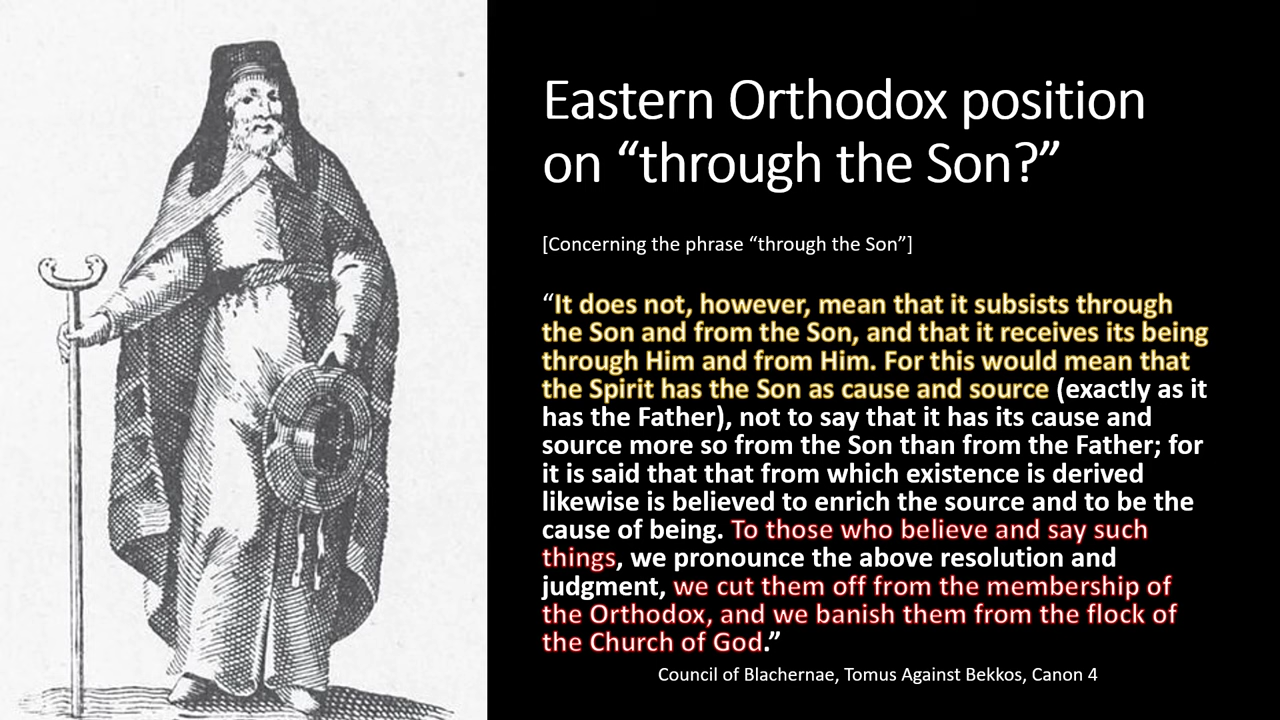 Eastern Orthodox position
on “through the Son?”
[Concerning the phrase “through the Son”]
“It does not, however, mean that it subsists through
the Son and from the Son, and that it receives its being
through Him and from Him. For this would mean that
the Spirit has the Son as cause and source (exactly as it
has the Father), not to say that it has its cause and
source more so from the Son than from the Father; for
it is said that that from which existence is derived
likewise is believed to enrich the source and to be the
cause of being. To those who believe and say such
things, we pronounce the above resolution and
judgment, we cut them off from the membership of
the Orthodox, and we banish them from the flock of
the Church of God.”
Council of Blachernae, Tomus Against Bekkos, Canon 4